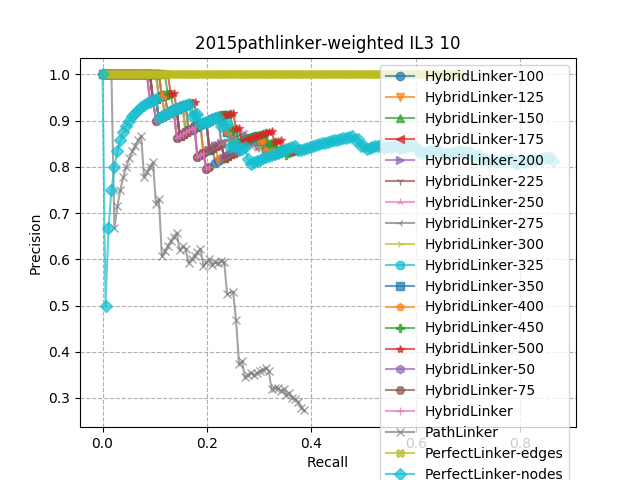 2015pathlinker-weighted IL3 10
Precision
1.0
0.9
0.8
0.7
0.6
0.5
0.4
0.3
0.0
0.2
0.4
0.6
0.8
Recall
HybridLinker-100
HybridLinker-125
HybridLinker-150
HybridLinker-175
HybridLinker-200
HybridLinker-225
HybridLinker-250
HybridLinker-275
HybridLinker-300
HybridLinker-325
HybridLinker-350
HybridLinker-400
HybridLinker-450
HybridLinker-500
HybridLinker-50
HybridLinker-75
HybridLinker
PathLinker
PerfectLinker-edges
PerfectLinker-nodes